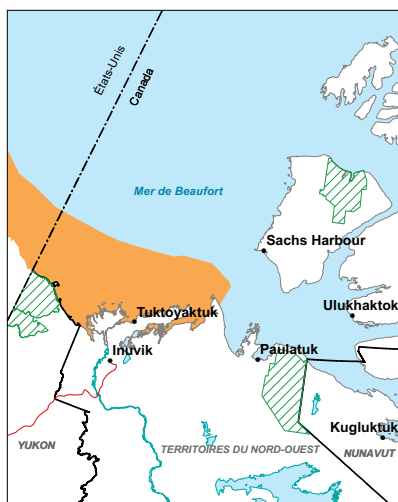 États-Unis
Canada
Mer de Beaufort
Sachs Harbour
Ulukhaktok
Tuktoyaktuk
Inuvik
Paulatuk
Kugluktuk
YUKON
TERRITOIRES DU NORD-OUEST
NUNAVUT